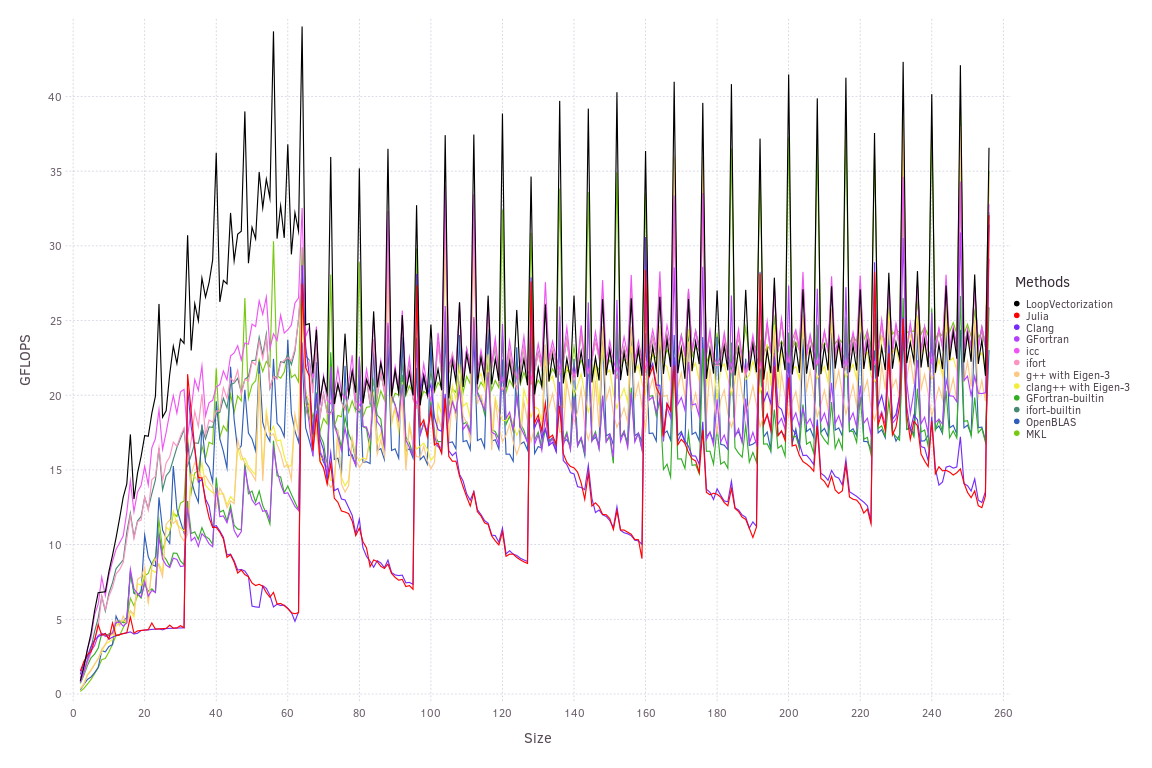 GFLOPS
40
35
30
25
20
15
10
5
0
0 20 40 60 80 100 120 140 160 180 200 220 240 260
Size
Methods
LoopVectorization
Julia
Clang
GFortran
icc
ifort
g++ with Eigen-3
clang++ with Eigen-3
GFortran-builtin
ifort-builtin
OpenBLAS
MKL